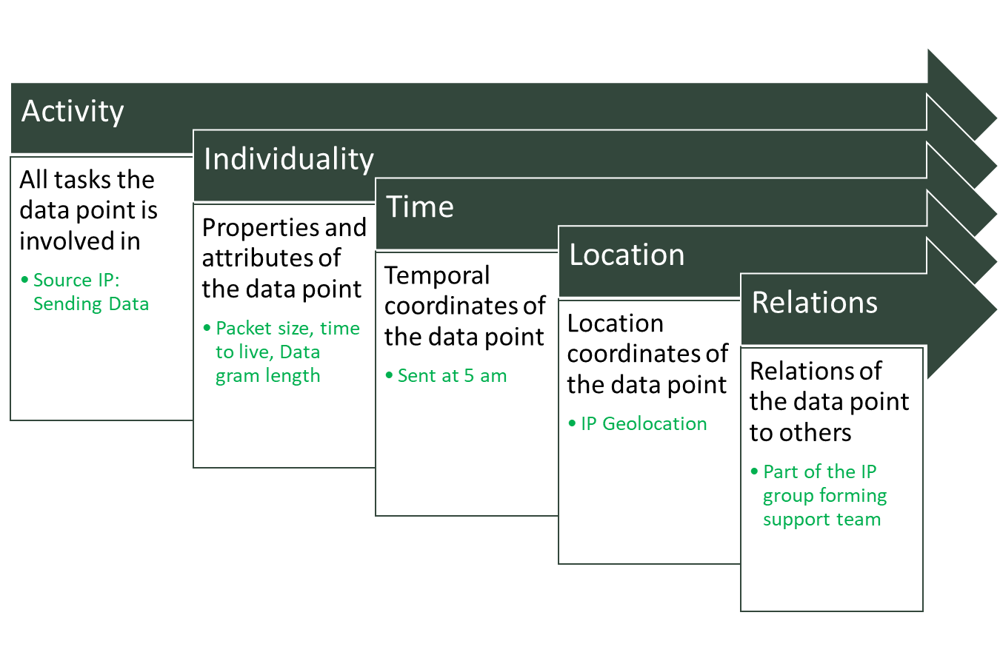 Activity
All tasks the
data point is
involved in
• Source IP:
Sending Data
Individuality
Properties and
attributes of
the data point
• Packet size, time
to live, Data
gram length
Time
Temporal
coordinates of
the data point
• Sent at 5 am
Location
Location
coordinates of
the data point
• IP Geolocation
Relations
Relations of
the data point
to others
• Part of the IP
group forming
support team